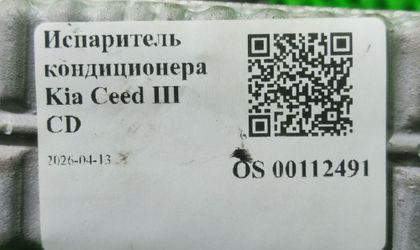 Испаритель
кондиционера
Kia Ceed III
CD
2026-04-13
OS 00112491